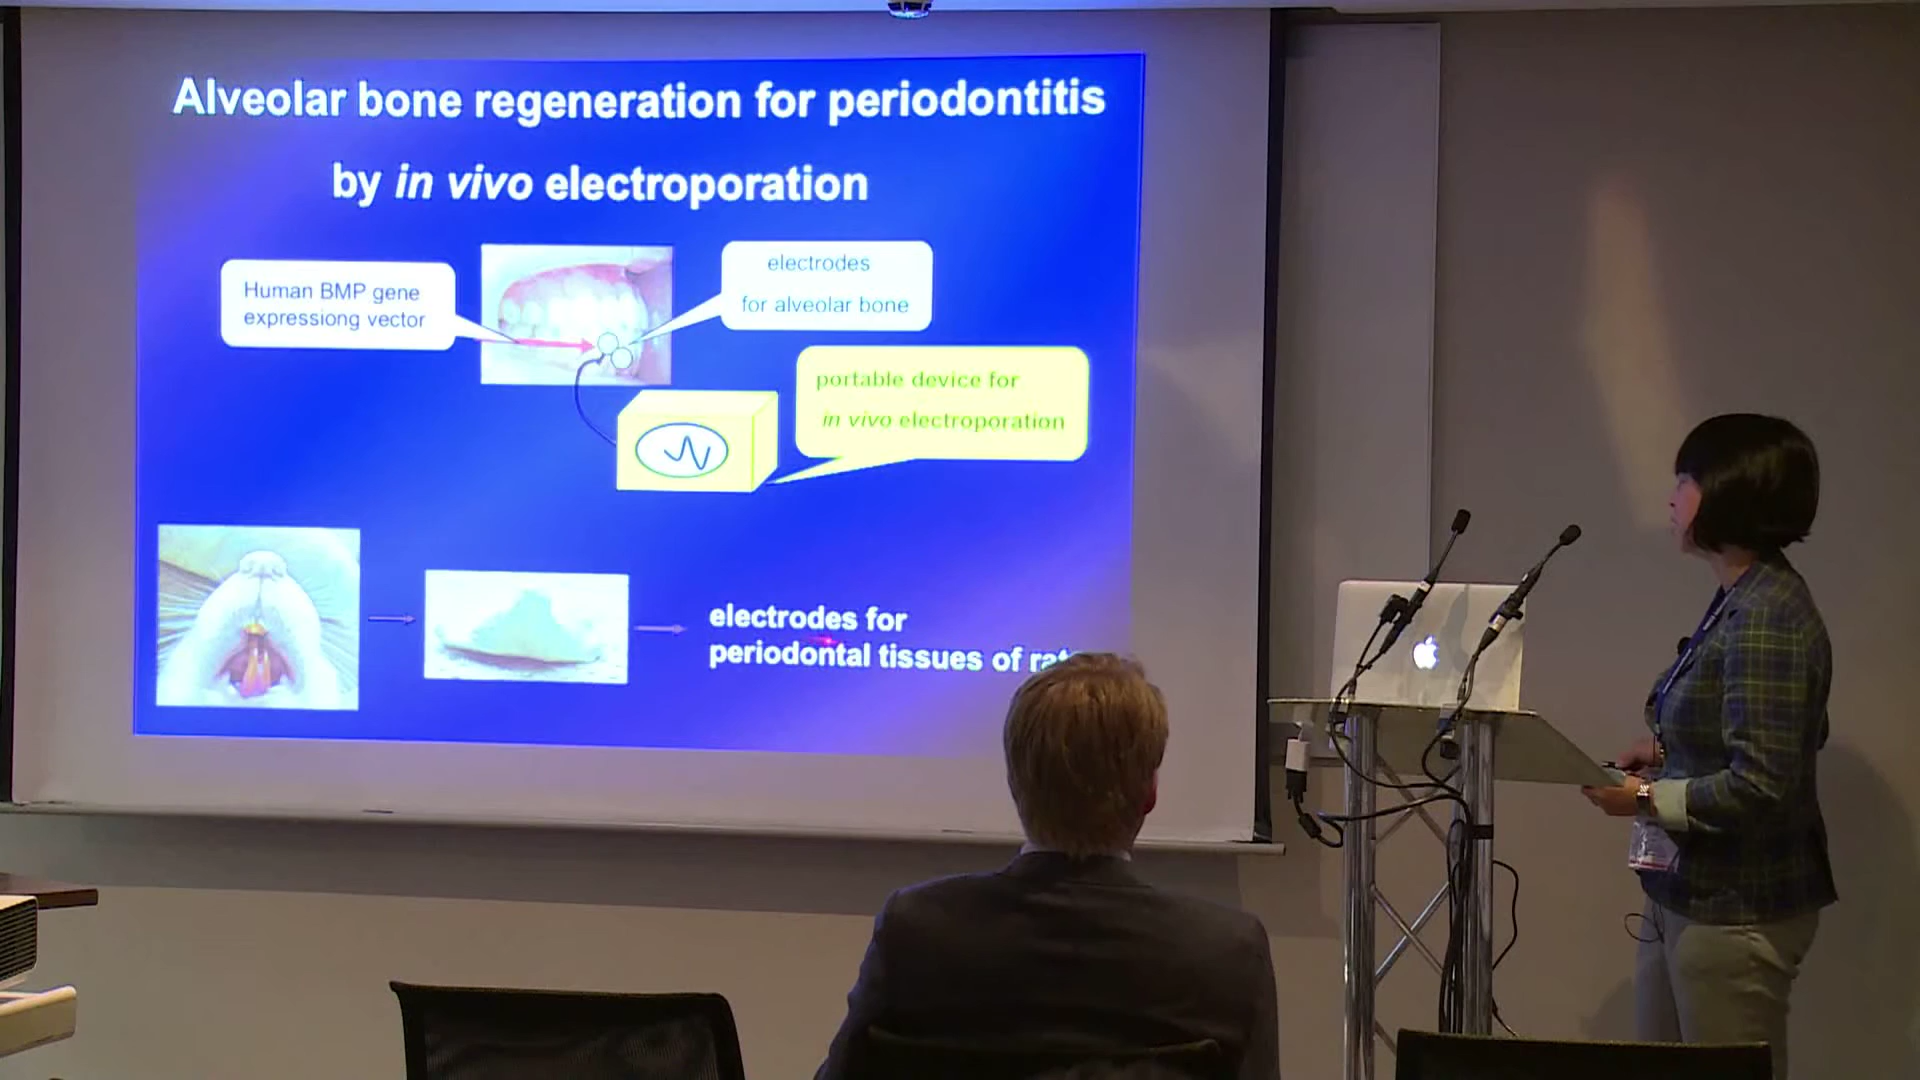 Alveolar bone regeneration for periodontitis
by in vivo electroporation
Human BMP gene
expressiong vector
electrodes
for alveolar bone
portable device for
in vivo electroporation
electrodes for
periodontal tissues of